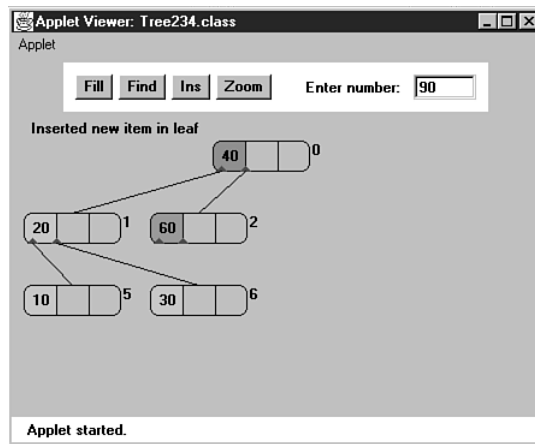 Applet Viewer: Tree234.class
Applet
Fill Find Ins Zoom Enter number: 90
Inserted new item in leaf
40 0
20 1 60 2
10 5 30 6
Applet started.